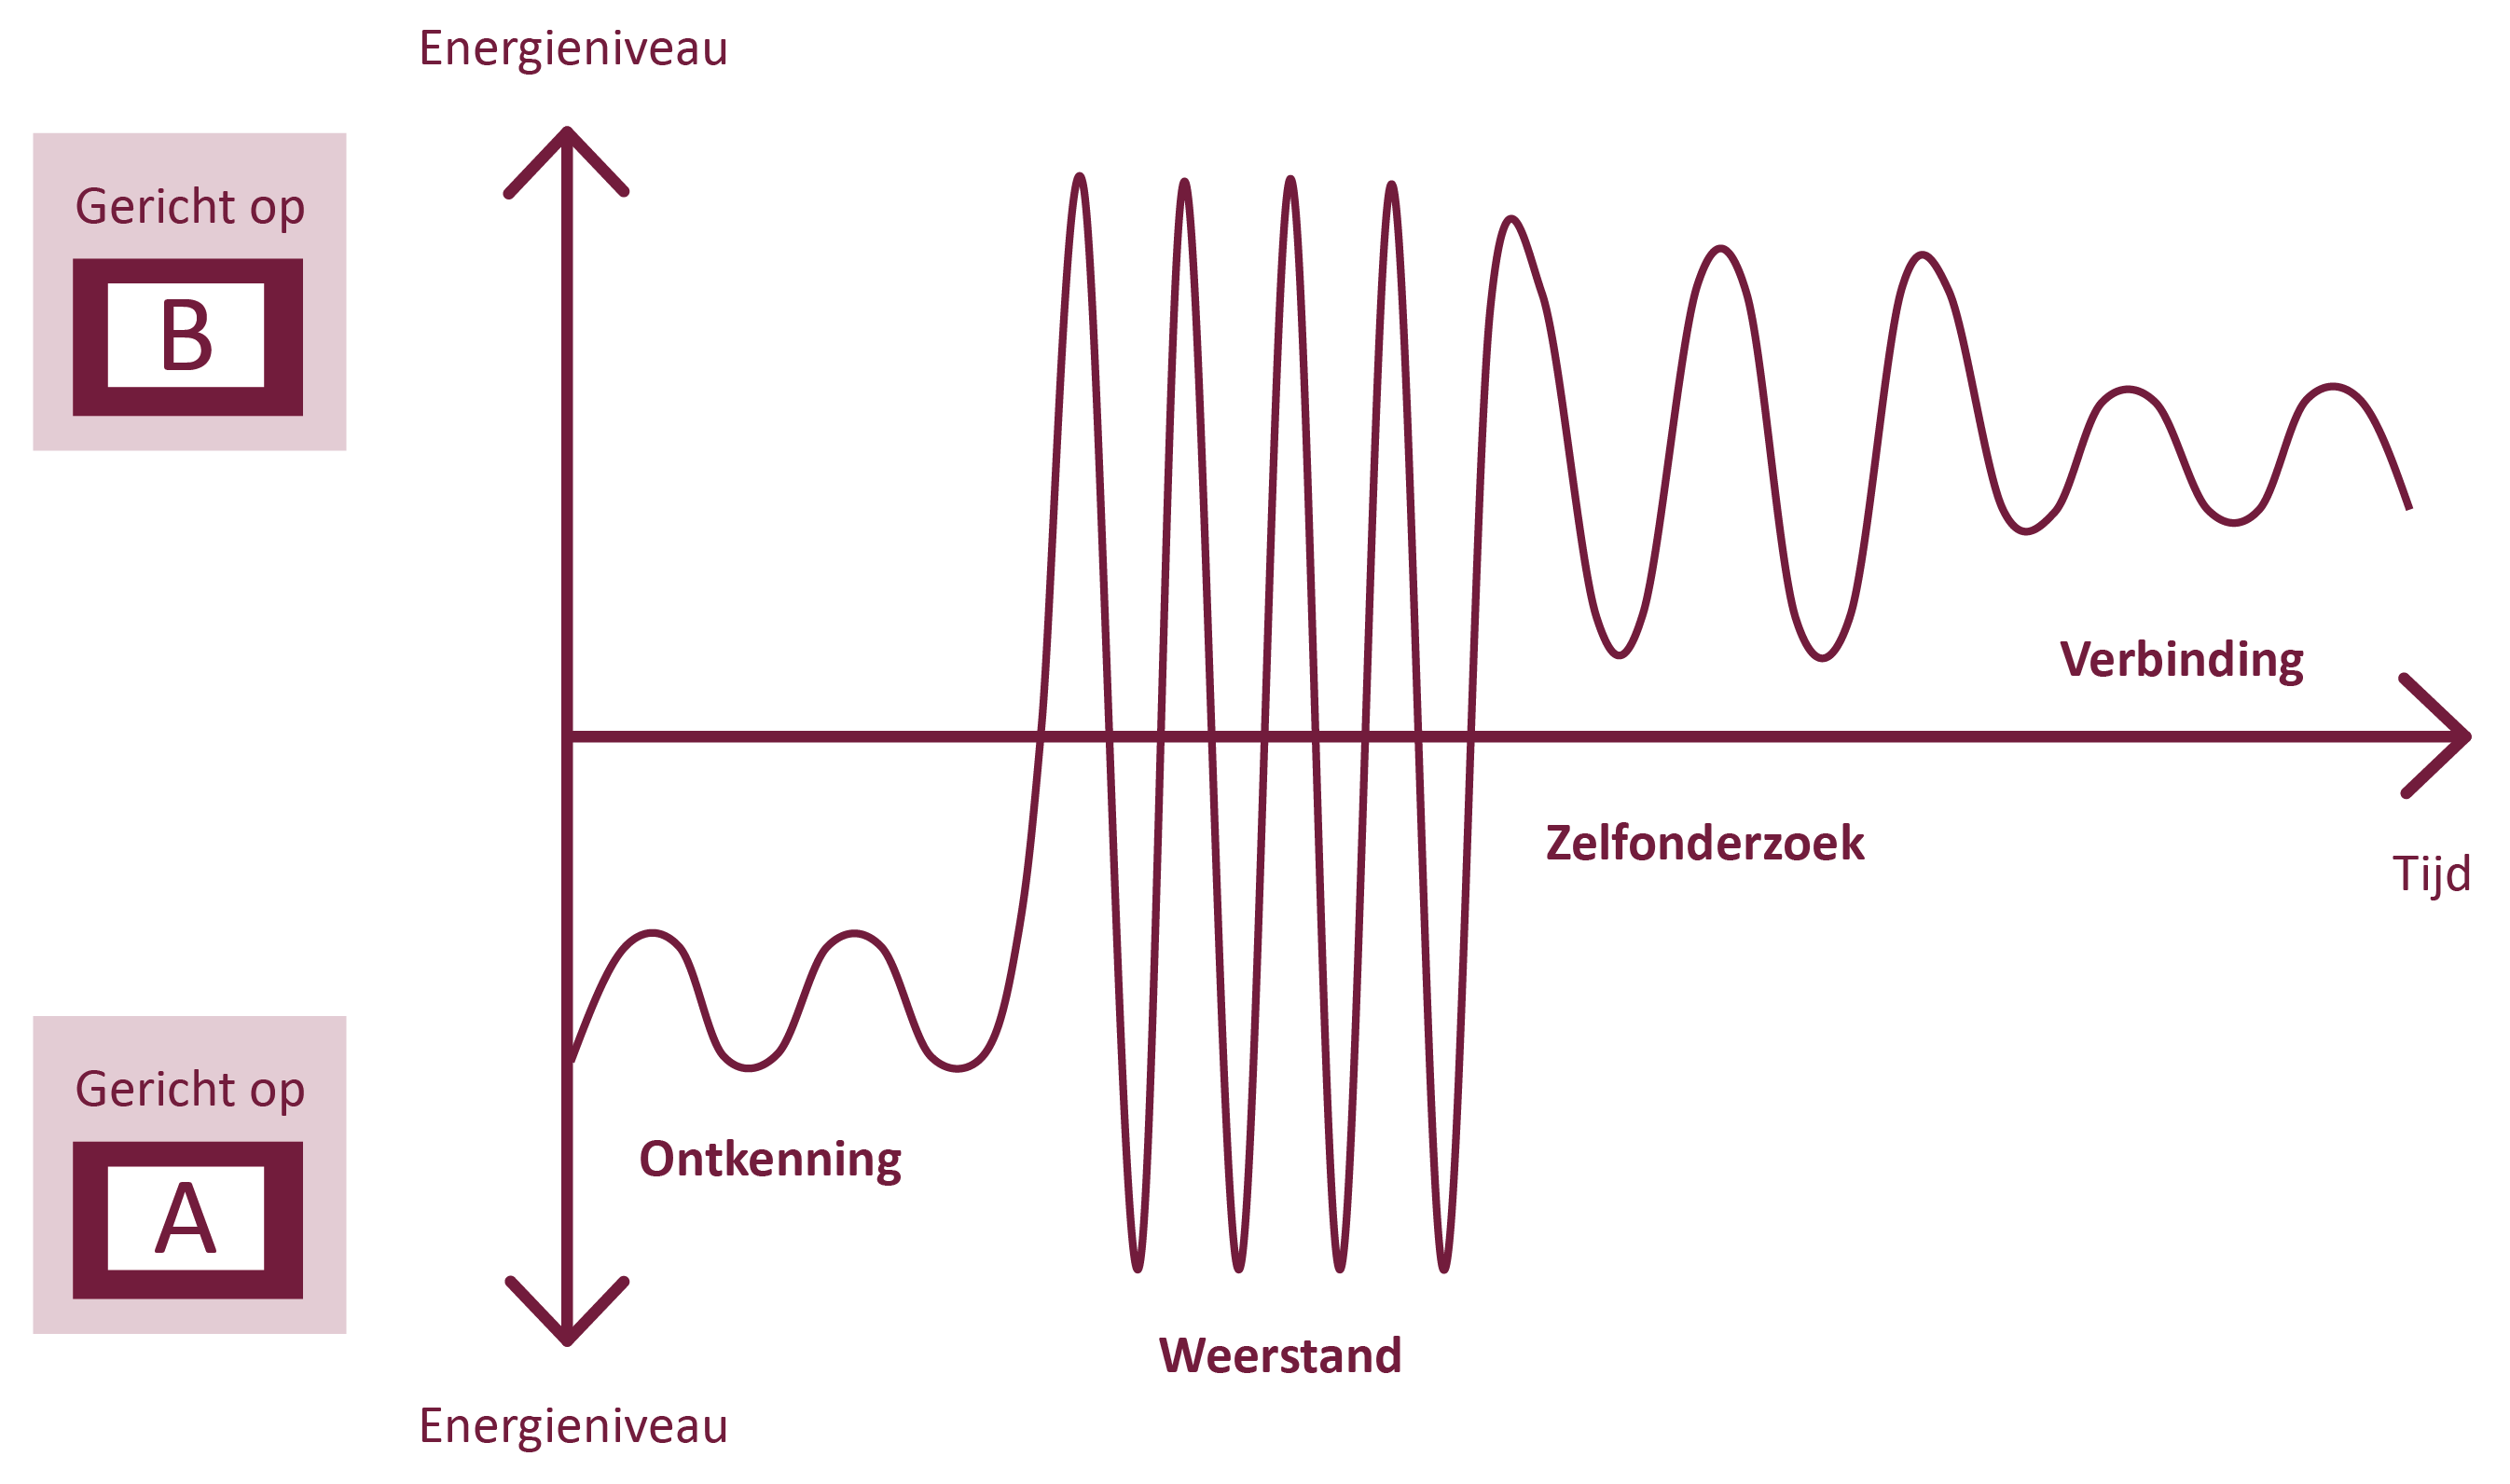 Energieniveau
Gericht op
B
Verbinding
Zelfonderzoek
Tijd
Gericht op
A
Ontkenning
Weerstand
Energieniveau